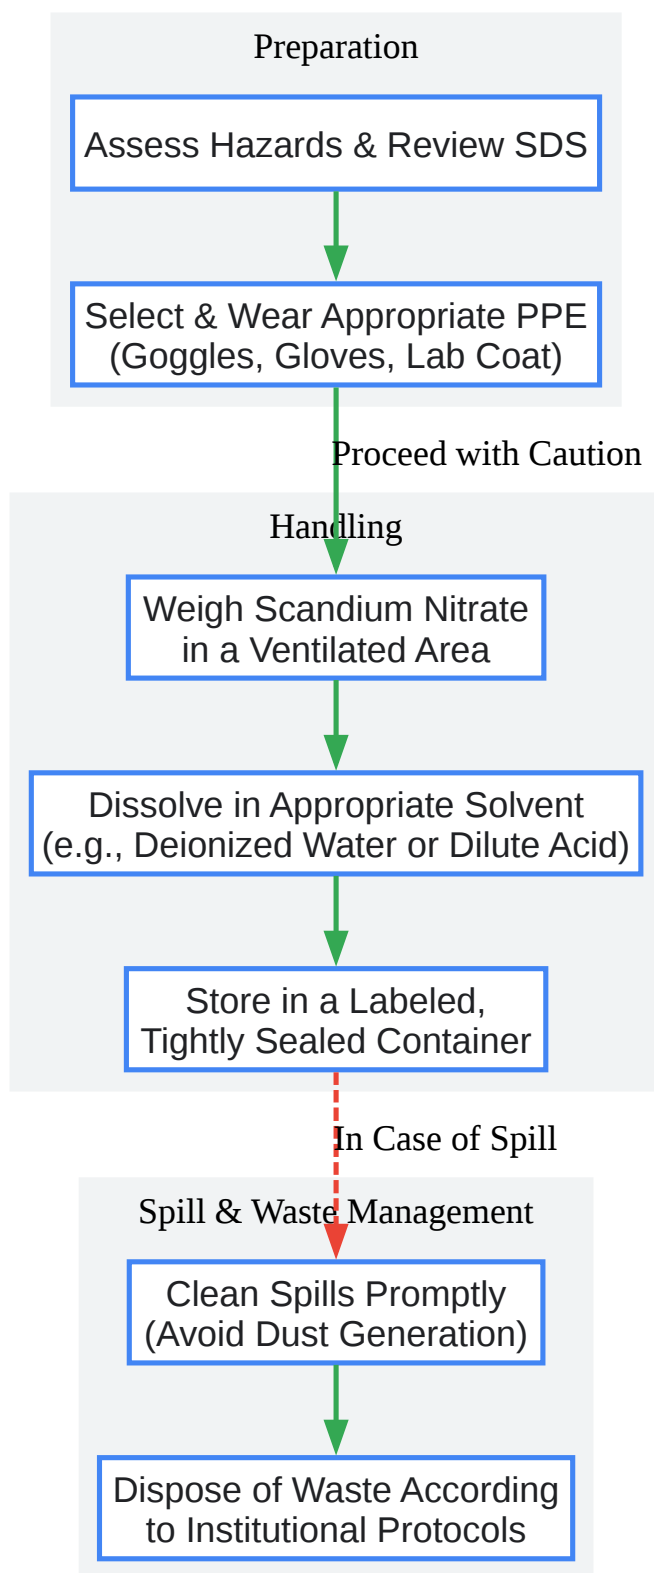 Preparation
Assess Hazards & Review SDS
Select & Wear Appropriate PPE
(Goggles, Gloves, Lab Coat)
Proceed with Caution
Handling
Weigh Scandium Nitrate
in a Ventilated Area
Dissolve in Appropriate Solvent
(e.g., Deionized Water or Dilute Acid)
Store in a Labeled,
Tightly Sealed Container
In Case of Spill
Spill & Waste Management
Clean Spills Promptly
(Avoid Dust Generation)
Dispose of Waste According
to Institutional Protocols